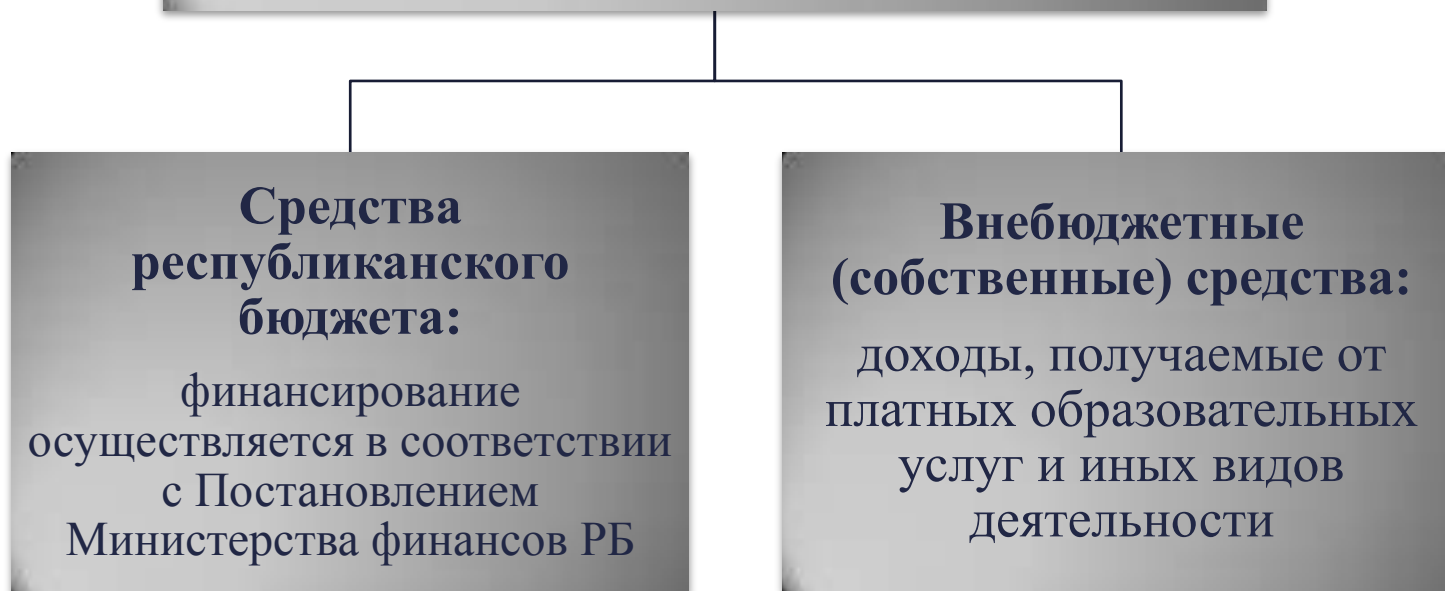 Средства
республиканского
бюджета:
финансирование
осуществляется в соответствии
с Постановлением
Министерства финансов РБ
Внебюджетные
(собственные) средства:
доходы, получаемые от
платных образовательных
услуг и иных видов
деятельности